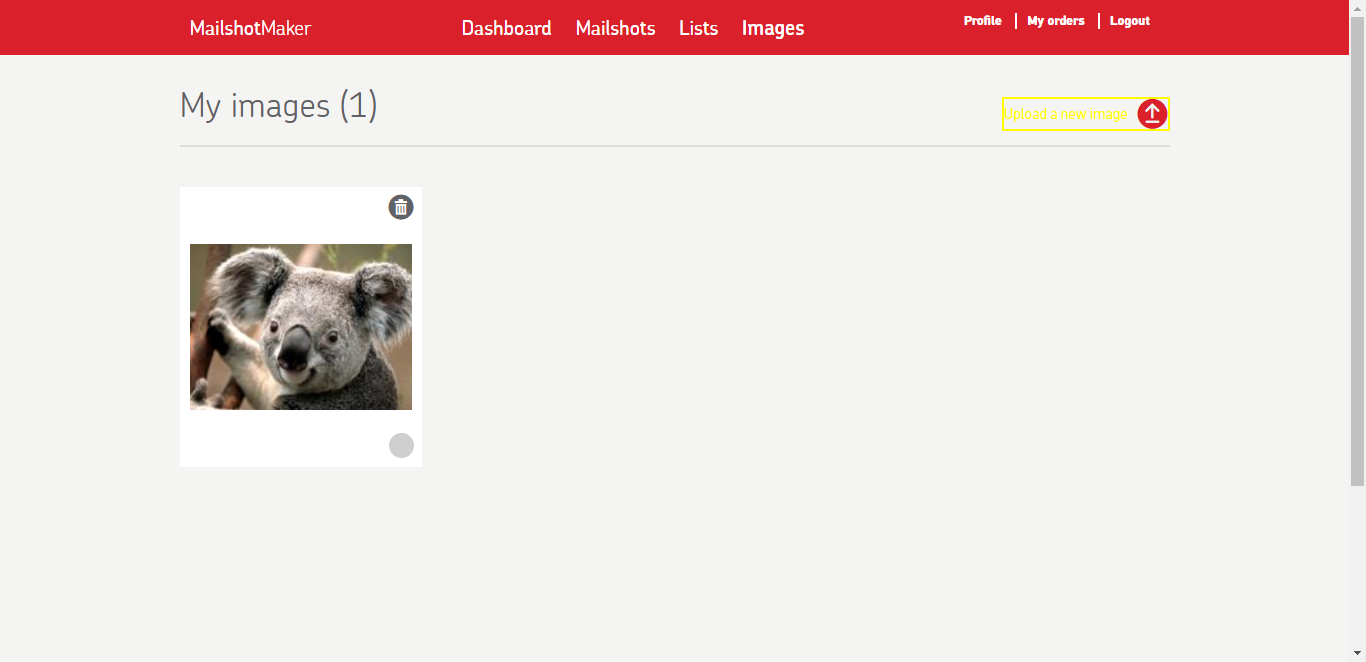 MailshotMaker
Dashboard Mailshots Lists Images
Profile My orders Logout
My images (1)
Upload a new image